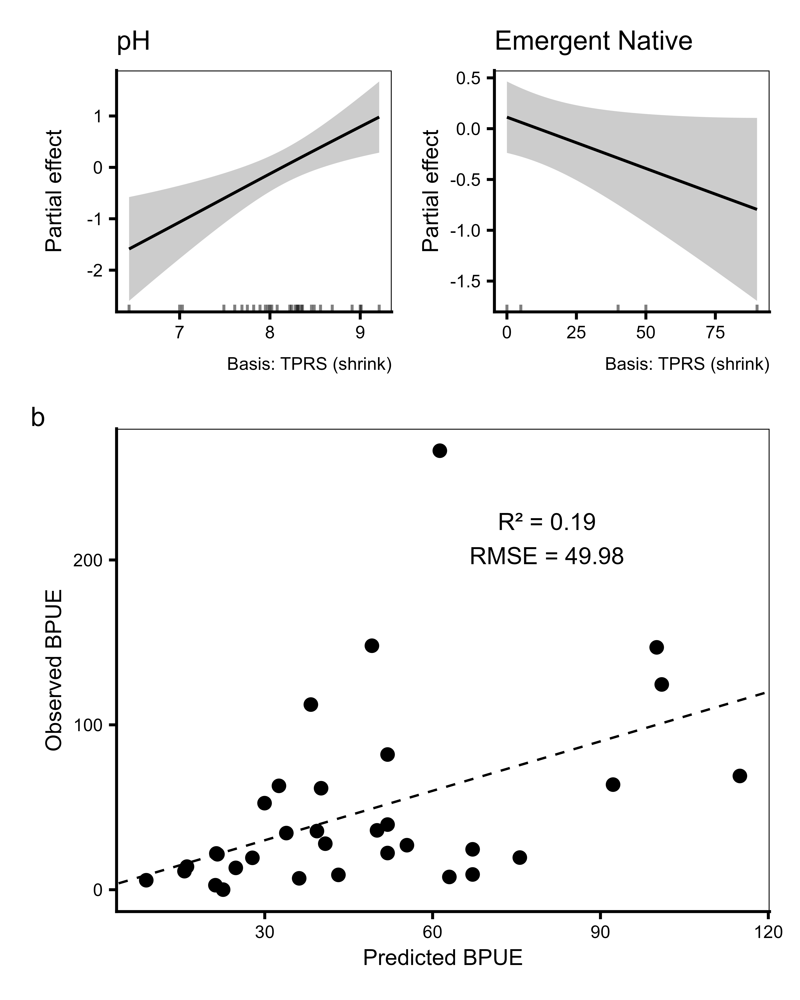 pH
Emergent Native
Partial effect
1
0
-1
-2
7 8 9
Basis: TPRS (shrink)
Partial effect
0.5
0.0
-0.5
-1.0
-1.5
0 25 50 75
Basis: TPRS (shrink)
b
R² = 0.19
RMSE = 49.98
Observed BPUE
200
100
0
30 60 90 120
Predicted BPUE